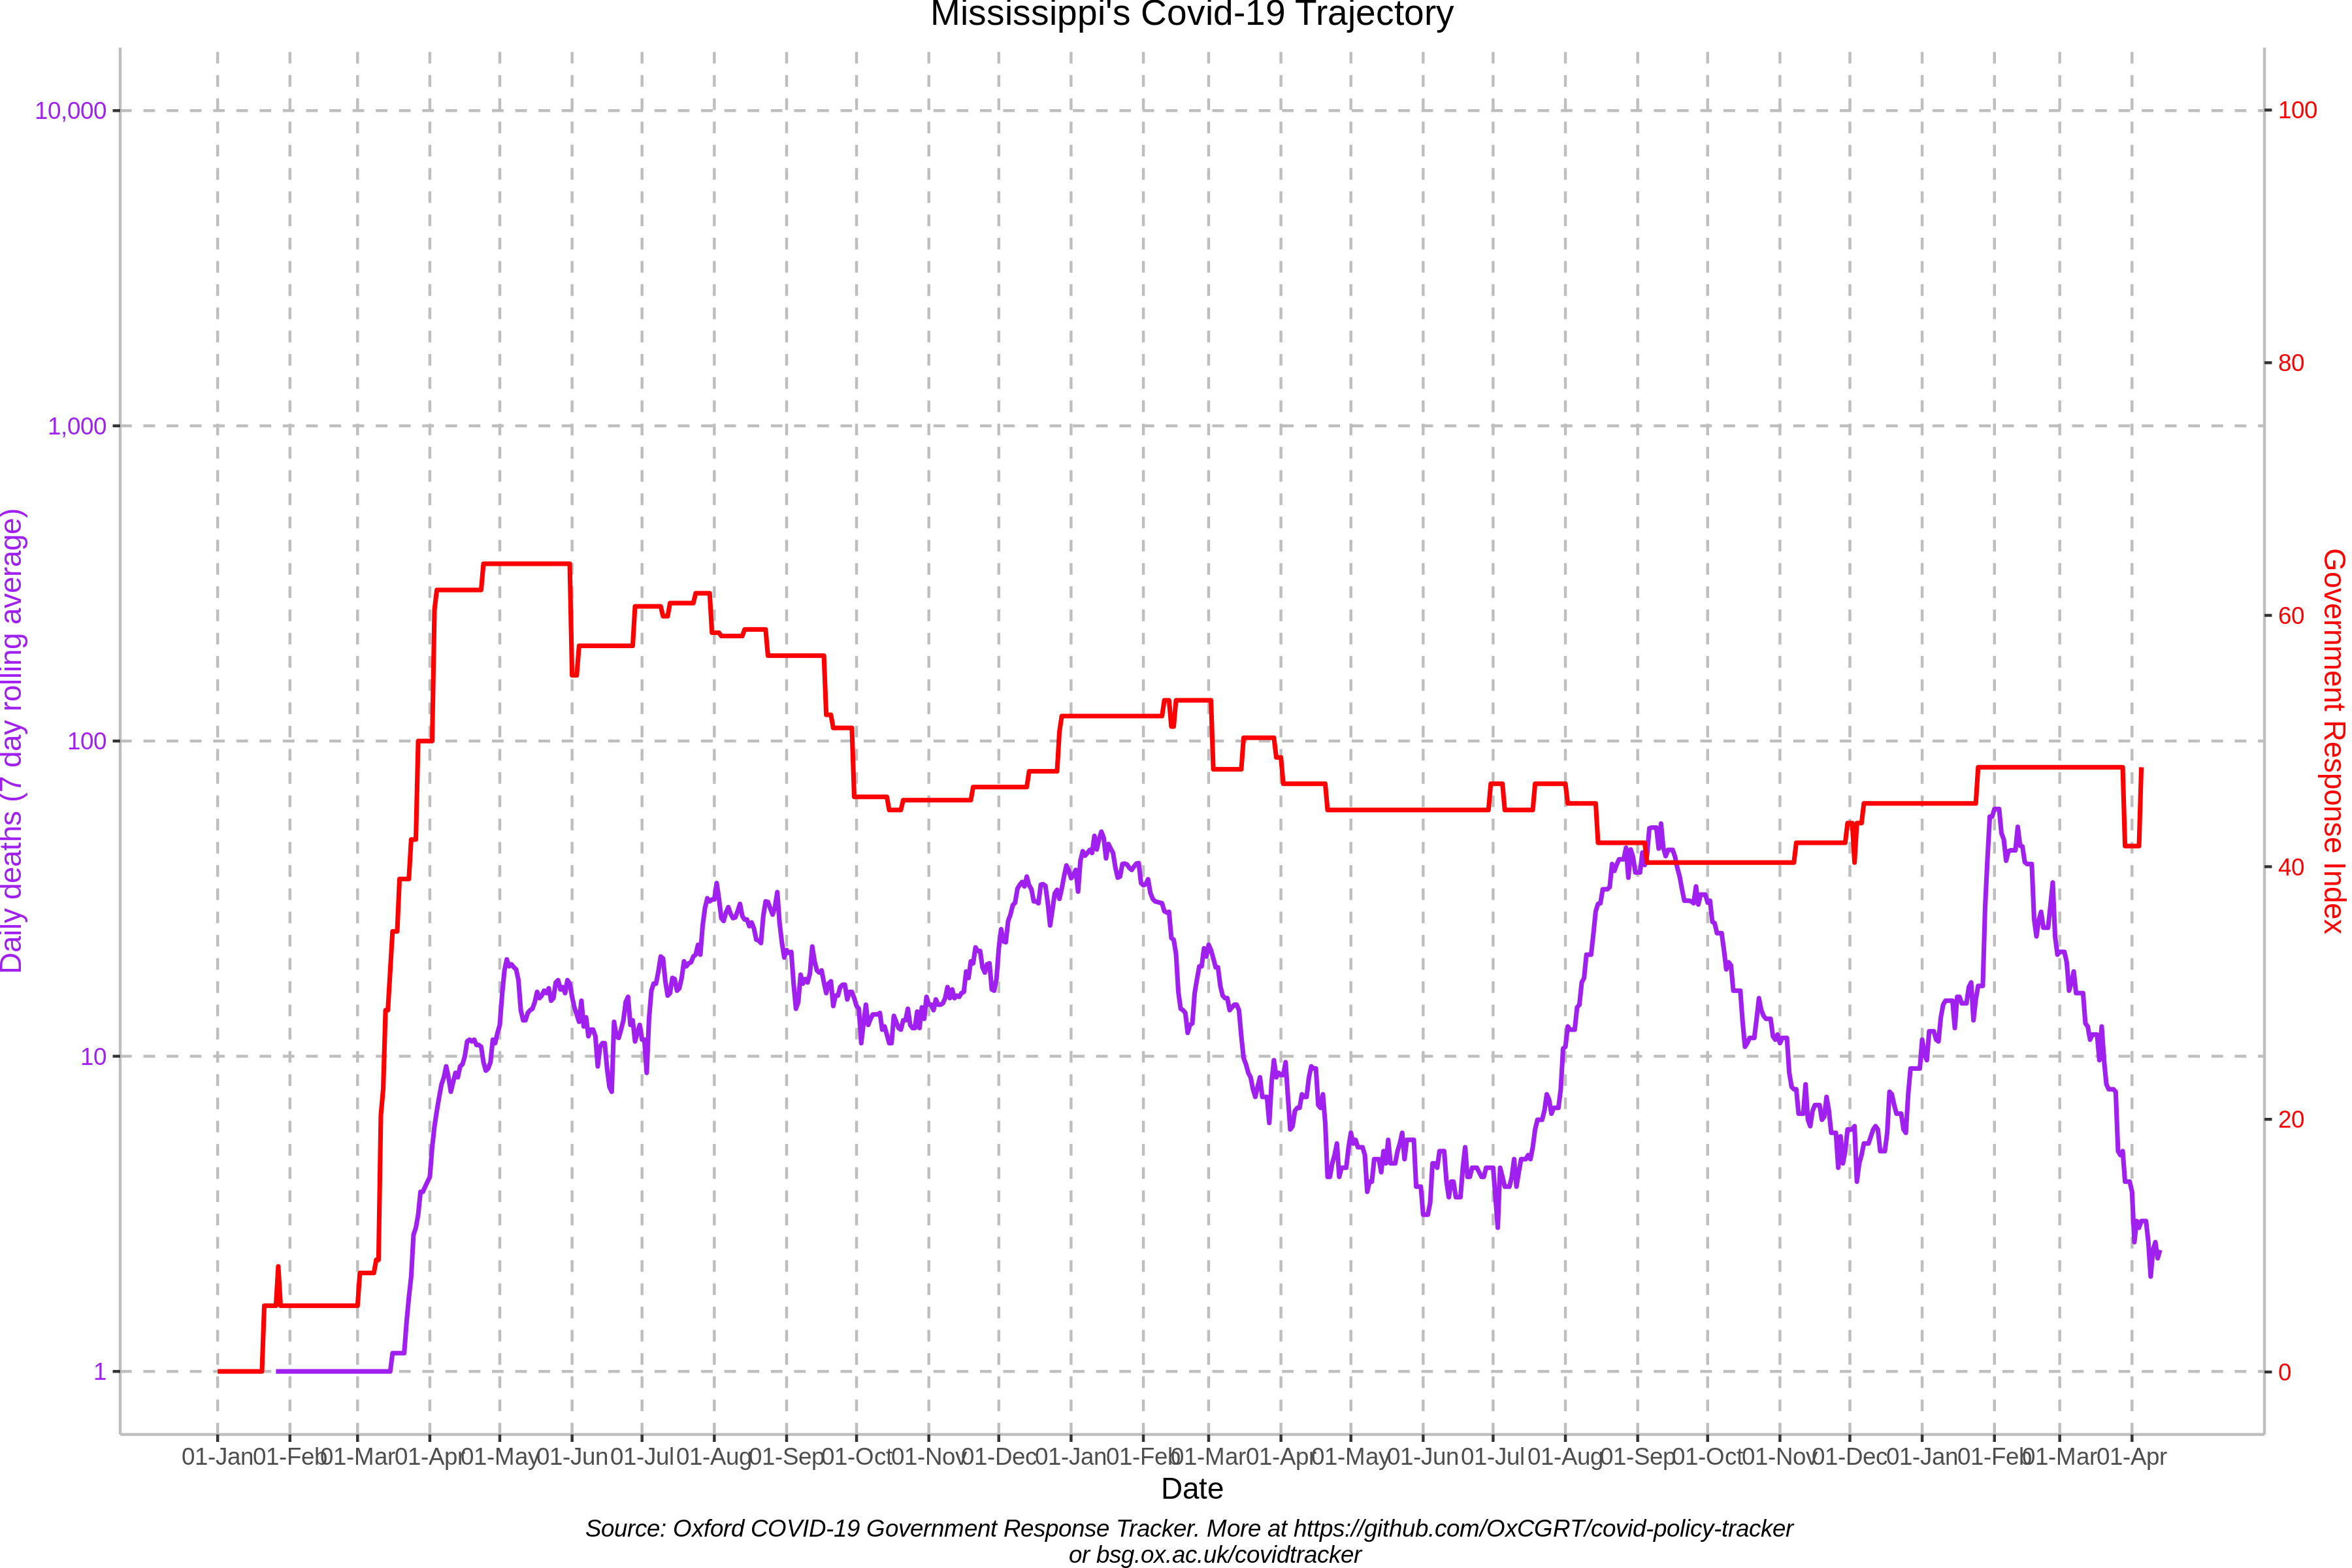 Mississippi's Covid-19 Trajectory
10,000
1,000
100
10
1
Daily deaths (7 day rolling average)
100
80
60
40
20
0
Government Response Index
01-Jan 01-Feb 01-Mar 01-Apr 01-May 01-Jun 01-Jul 01-Aug 01-Sep 01-Oct 01-Nov 01-Dec 01-Jan 01-Feb 01-Mar 01-Apr 01-May 01-Jun 01-Jul 01-Aug 01-Sep 01-Oct 01-Nov 01-Dec 01-Jan 01-Feb 01-Mar 01-Apr
Date
Source: Oxford COVID-19 Government Response Tracker. More at https://github.com/OxCGRT/covid-policy-tracker
or bsg.ox.ac.uk/covidtracker